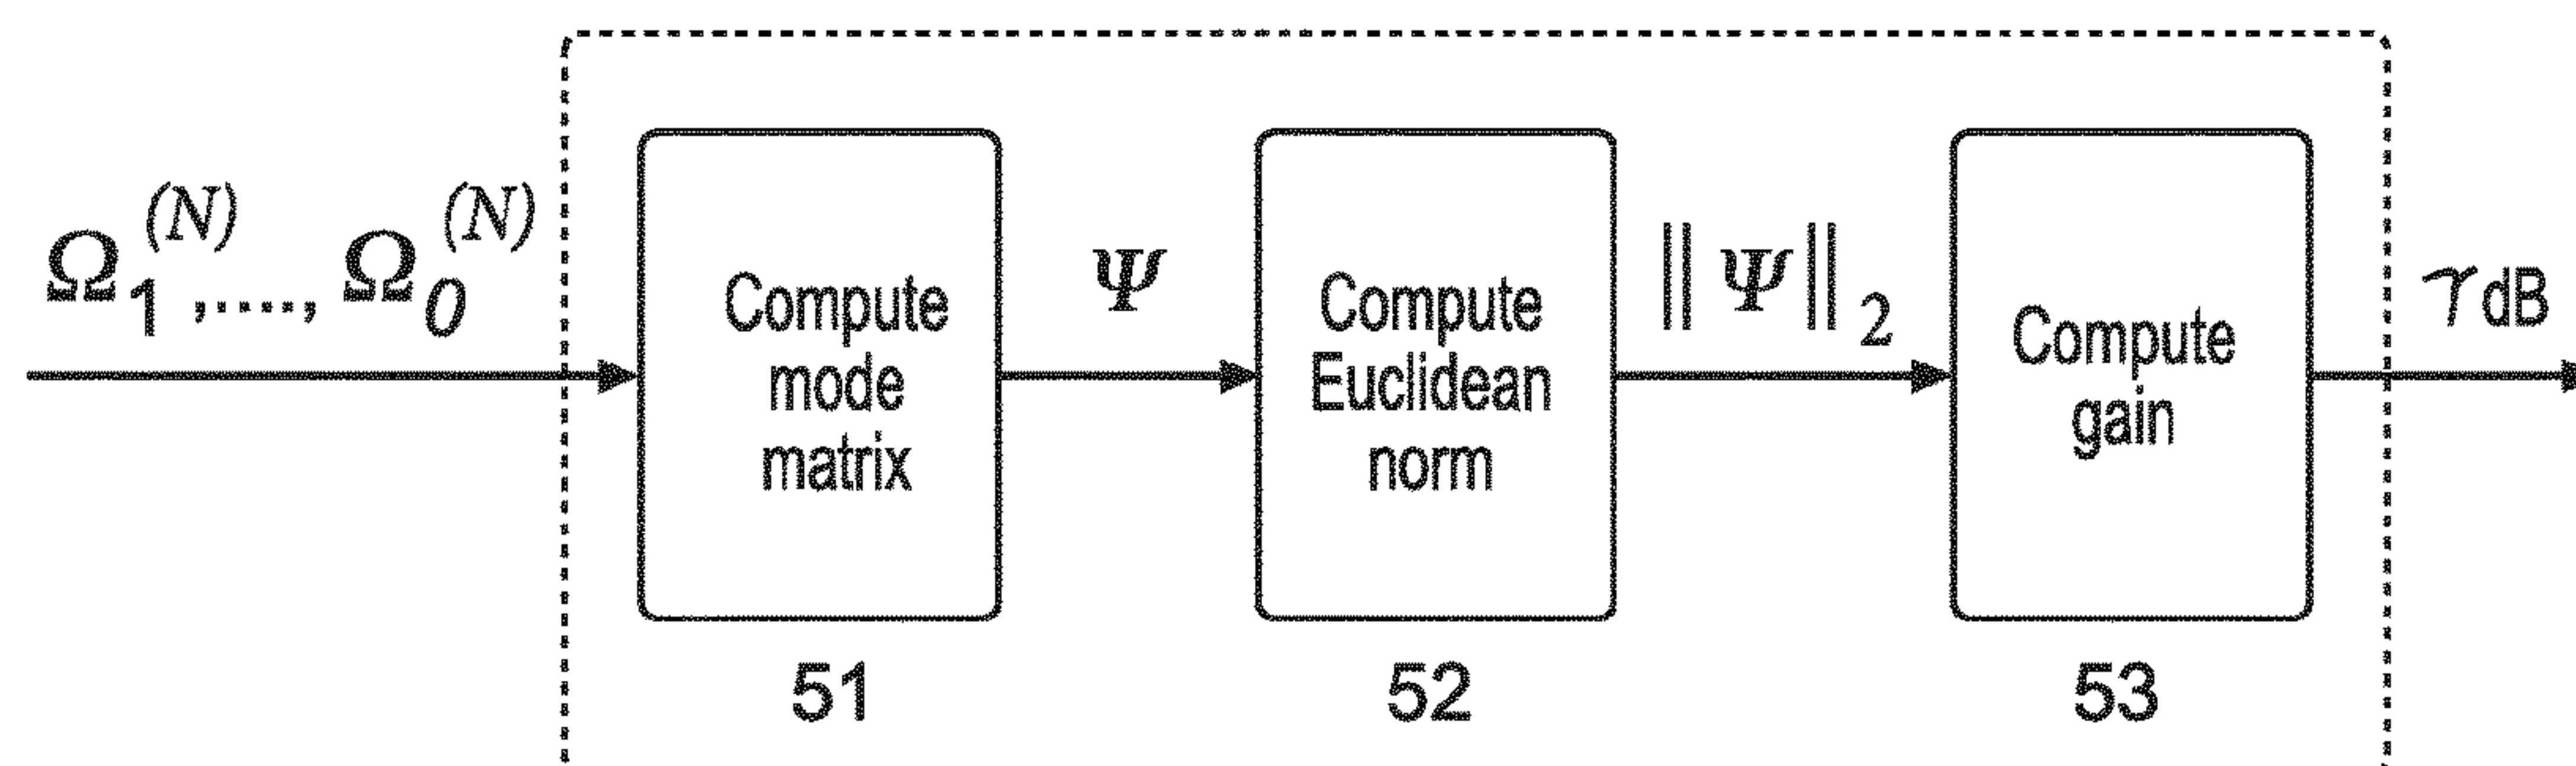 Ω₁⁽ᴺ⁾ ,...., Ω₀⁽ᴺ⁾
Compute
mode
matrix
51
Ψ
Compute
Euclidean
norm
52
‖Ψ‖₂
Compute
gain
53
γdB